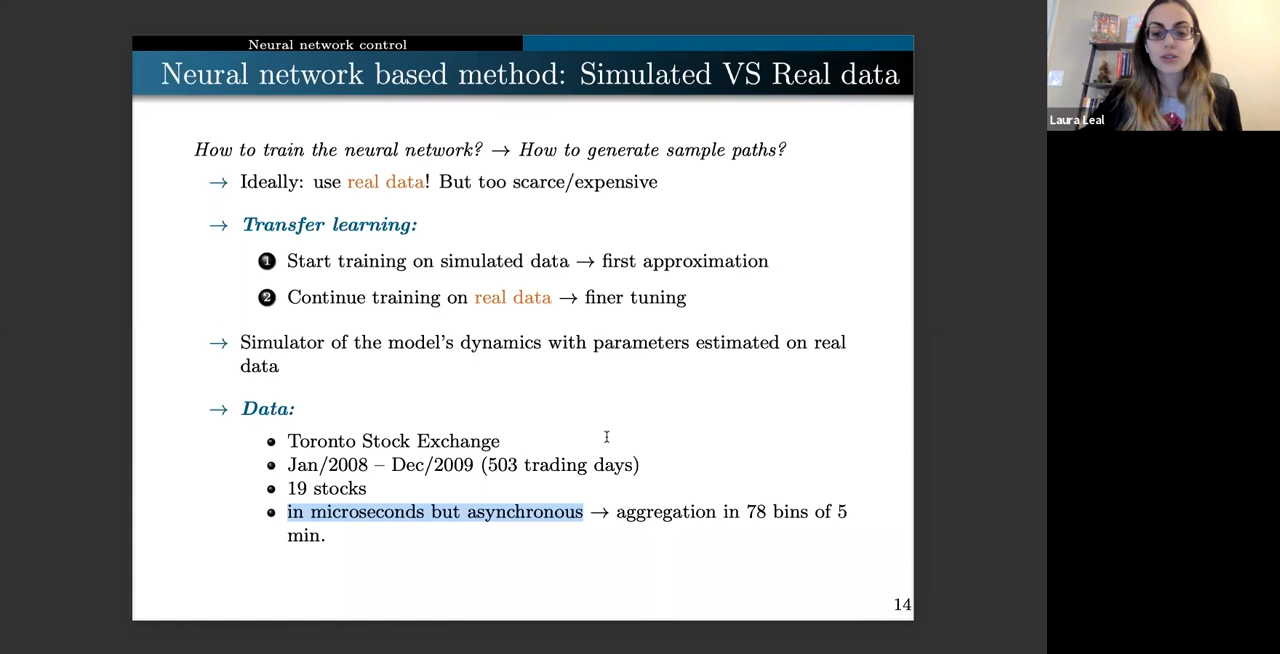 Neural network control
Neural network based method: Simulated VS Real data
How to train the neural network? → How to generate sample paths?
→ Ideally: use real data! But too scarce/expensive
→ Transfer learning:
1 Start training on simulated data → first approximation
2 Continue training on real data → finer tuning
→ Simulator of the model's dynamics with parameters estimated on real
data
→ Data:
• Toronto Stock Exchange
• Jan/2008 – Dec/2009 (503 trading days)
• 19 stocks
• in microseconds but asynchronous → aggregation in 78 bins of 5
min.
14
Laura Leal